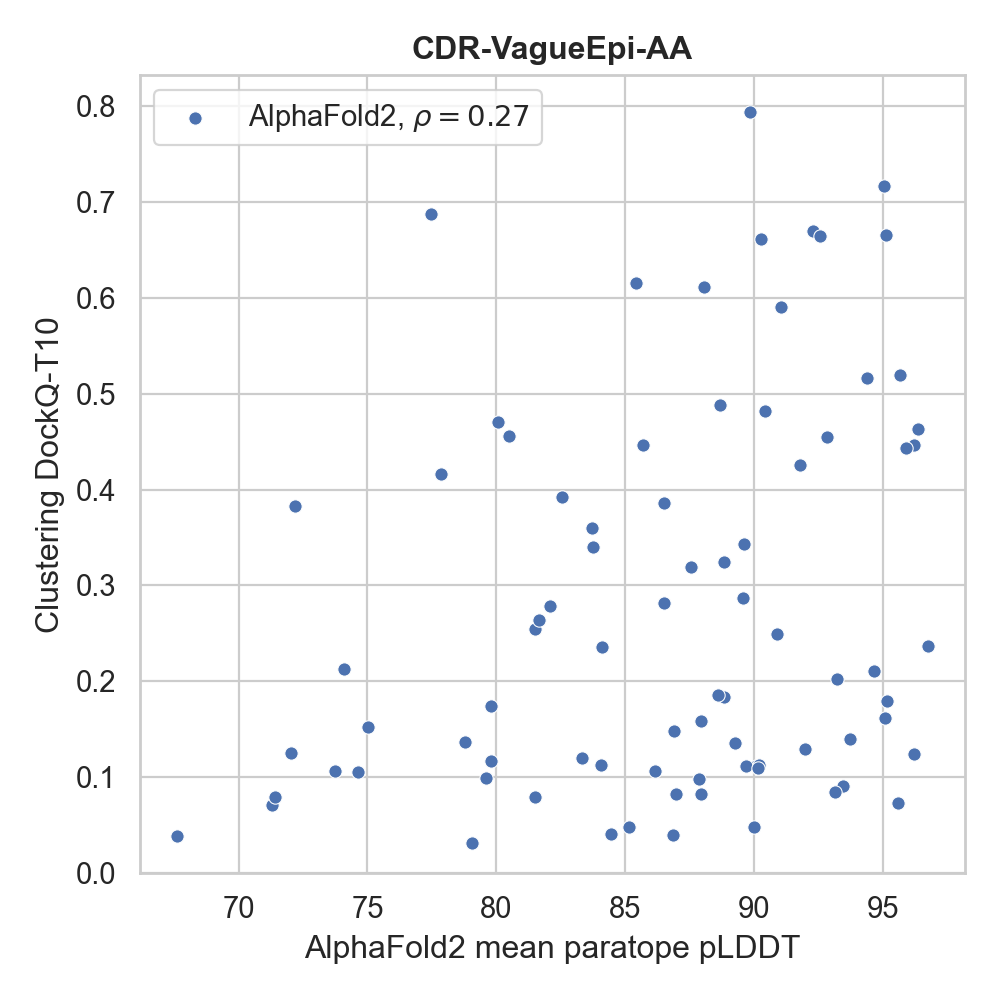 CDR-VagueEpi-AA
AlphaFold2, ρ = 0.27
Clustering DockQ-T10
0.8
0.7
0.6
0.5
0.4
0.3
0.2
0.1
0.0
70 75 80 85 90 95
AlphaFold2 mean paratope pLDDT